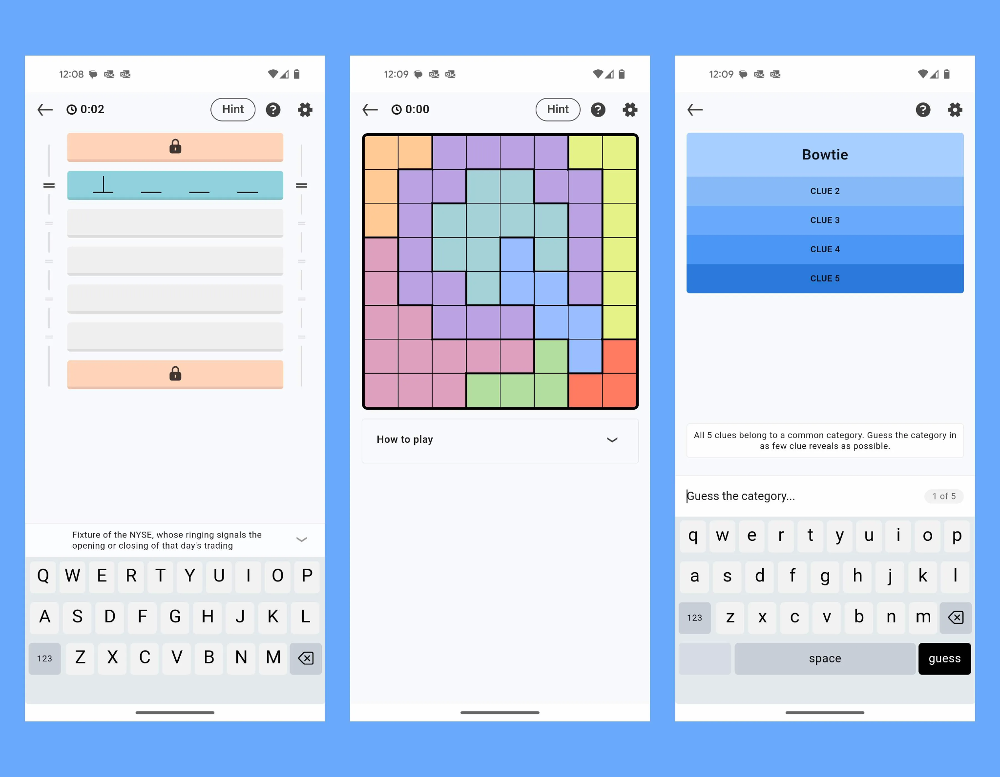 12:08
0:02
Hint
?
Fixture of the NYSE, whose ringing signals the
opening or closing of that day's trading
Q W E R T Y U I O P
A S D F G H J K L
123 Z X C V B N M
12:09
0:00
Hint
?
How to play
12:09
?
Bowtie
CLUE 2
CLUE 3
CLUE 4
CLUE 5
All 5 clues belong to a common category. Guess the category in
as few clue reveals as possible.
Guess the category... 1 of 5
q w e r t y u i o p
a s d f g h j k l
123 z x c v b n m
space guess